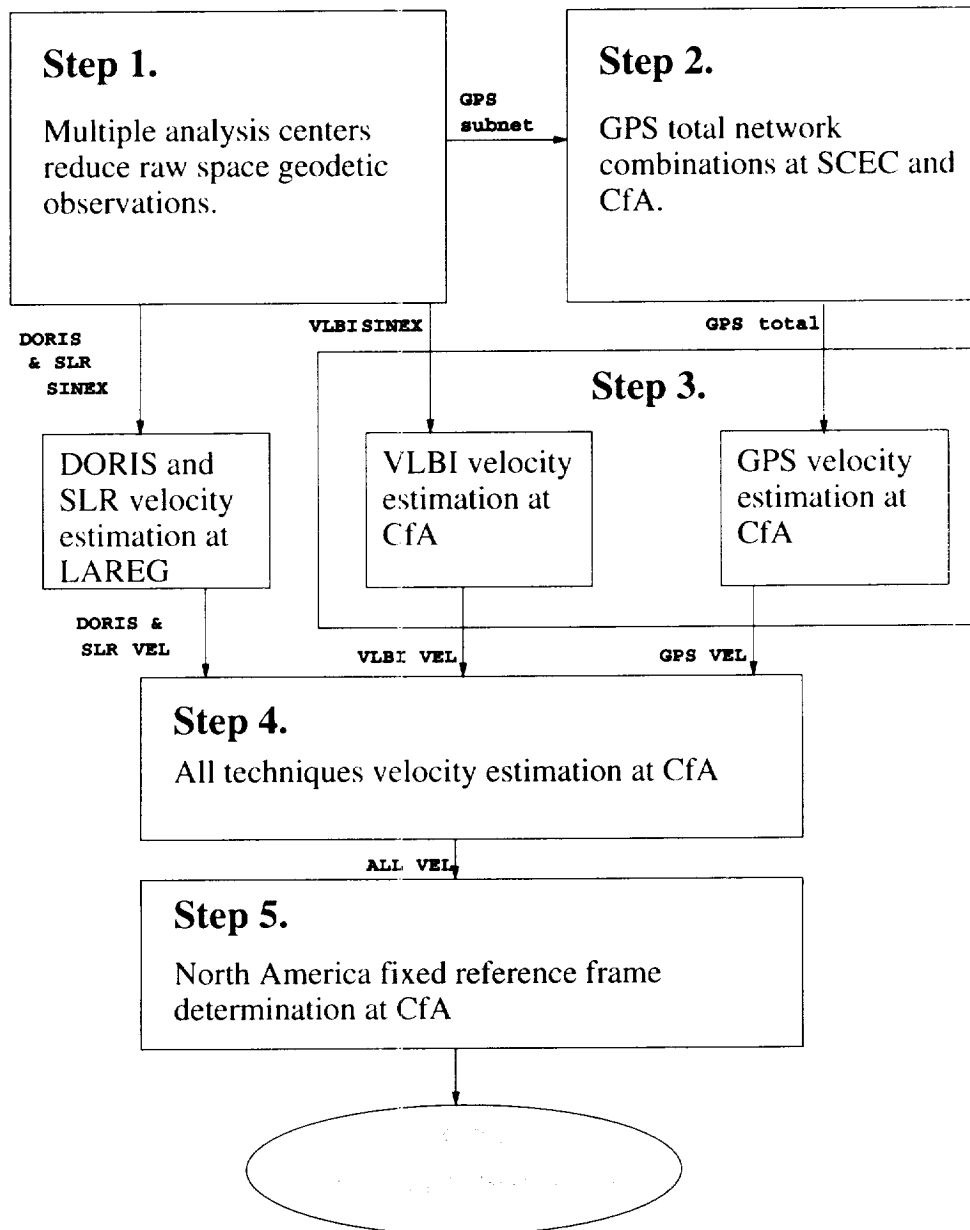 Step 1.
Multiple analysis centers
reduce raw space geodetic
observations.
GPS
subnet
Step 2.
GPS total network
combinations at SCEC and
CfA.
DORIS
& SLR
SINEX
VLBI SINEX
GPS total
Step 3.
DORIS and
SLR velocity
estimation at
LAREG
VLBI velocity
estimation at
CfA
GPS velocity
estimation at
CfA
DORIS &
SLR VEL
VLBI VEL
GPS VEL
Step 4.
All techniques velocity estimation at CfA
ALL VEL
Step 5.
North America fixed reference frame
determination at CfA